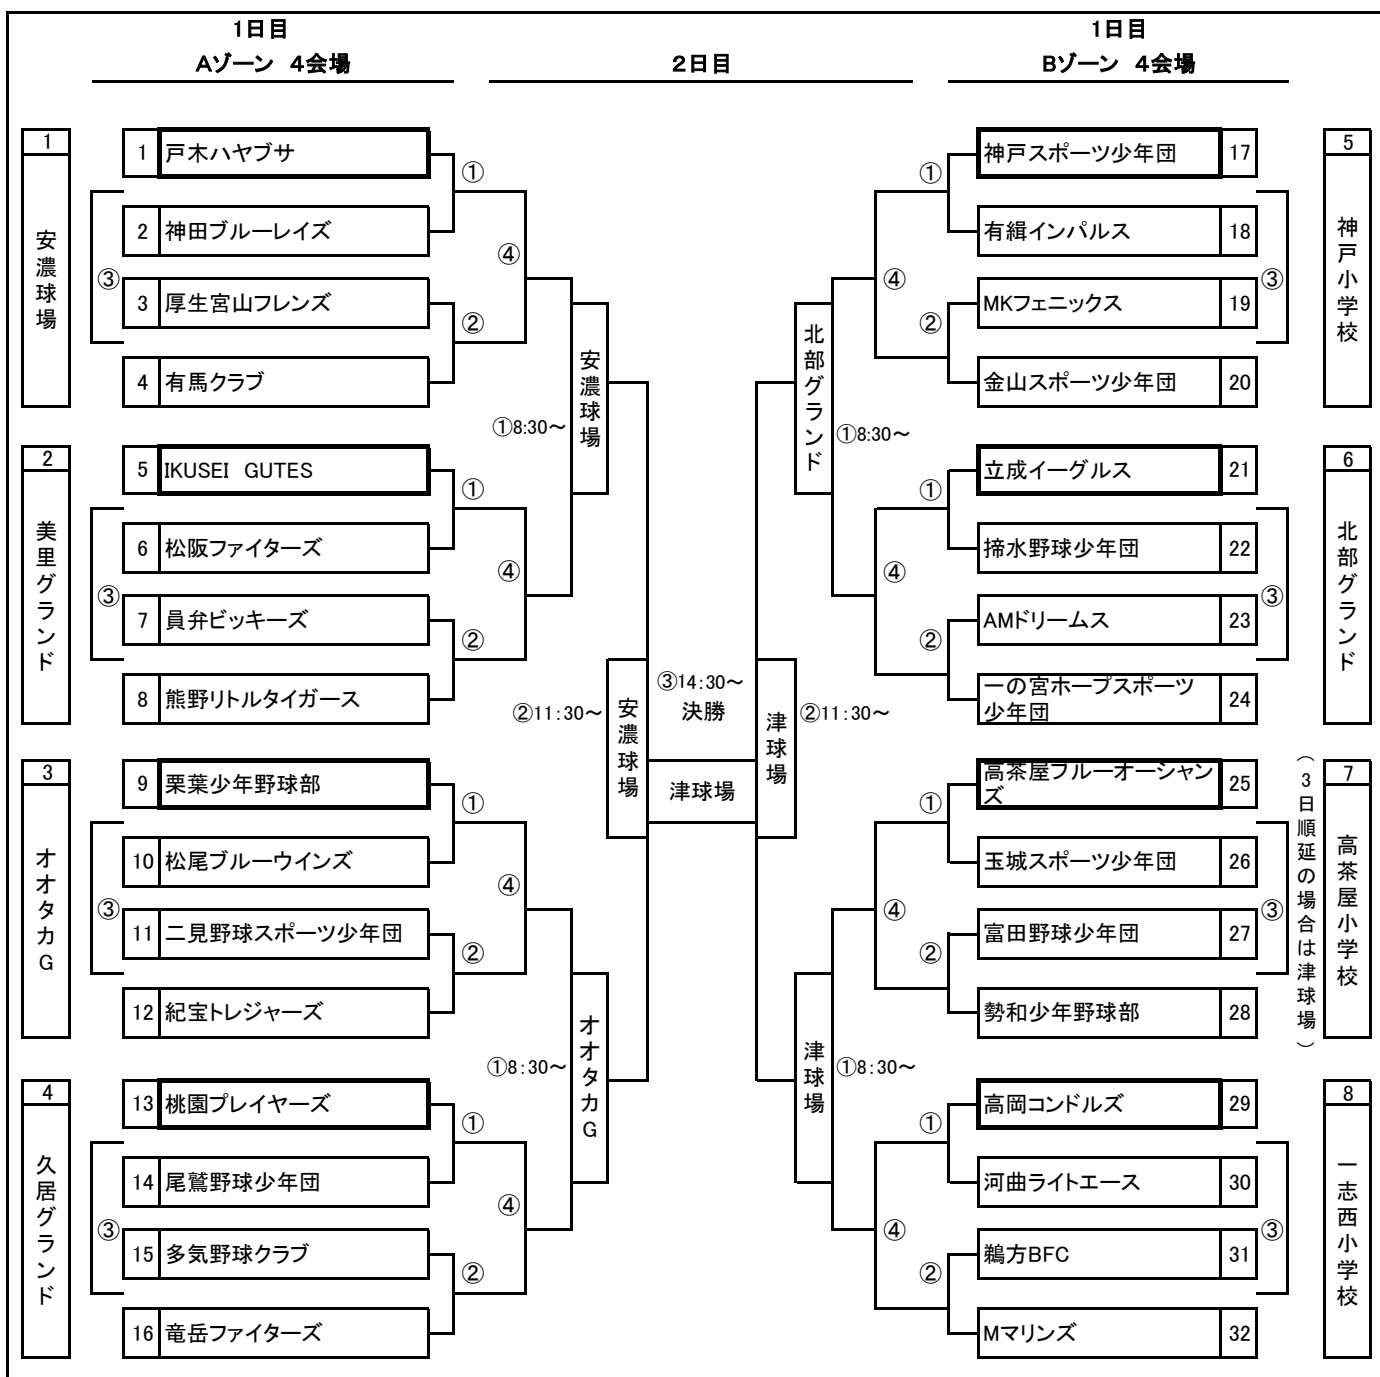 1日目
Aゾーン 4会場
2日目
1日目
Bゾーン 4会場
1
安濃球場
1 戸木ハヤブサ
2 神田ブルーレイズ
3 厚生宮山フレンズ
4 有馬クラブ
①
②
③
④
2
美里グランド
5 IKUSEI GUTES
6 松阪ファイターズ
7 員弁ビッキーズ
8 熊野リトルタイガース
①
②
③
④
3
オオタカG
9 栗葉少年野球部
10 松尾ブルーウインズ
11 二見野球スポーツ少年団
12 紀宝トレジャーズ
①
②
③
④
4
久居グランド
13 桃園プレイヤーズ
14 尾鷲野球少年団
15 多気野球クラブ
16 竜岳ファイターズ
①
②
③
④
安濃球場
①8:30～
安濃球場
②11:30～
オオタカG
①8:30～
③14:30～
決勝
津球場
北部グランド
①8:30～
津球場
②11:30～
津球場
①8:30～
5
神戸小学校
神戸スポーツ少年団 17
有緝インパルス 18
MKフェニックス 19
金山スポーツ少年団 20
①
②
③
④
6
北部グランド
立成イーグルス 21
揥水野球少年団 22
AMドリームス 23
一の宮ホープスポーツ
少年団 24
①
②
③
④
7
高茶屋小学校
（3日順延の場合は津球場）
高茶屋ブルーオーシャン
ズ 25
玉城スポーツ少年団 26
富田野球少年団 27
勢和少年野球部 28
①
②
③
④
8
一志西小学校
高岡コンドルズ 29
河曲ライトエース 30
鵜方BFC 31
Mマリンズ 32
①
②
③
④